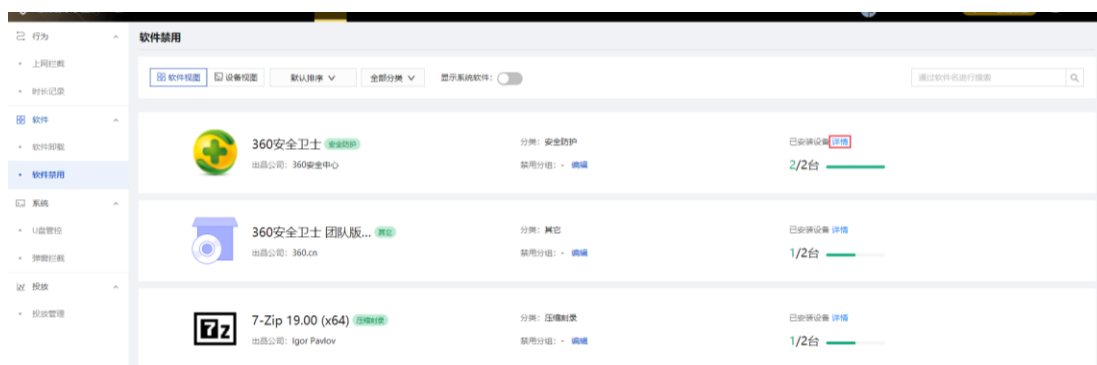 行为
上网拦截
时长记录
软件
软件卸载
软件禁用
系统
U盘管控
弹窗拦截
投放
投放管理
软件禁用
软件视图 设备视图 默认排序 全部分类 显示系统软件: 通过软件名进行搜索
360安全卫士 安全防护 分类: 安全防护 已安装设备 详情
出品公司: 360安全中心 禁用分组: - 编辑 2/2台
360安全卫士 团队版... 其它 分类: 其它 已安装设备 详情
出品公司: 360.cn 禁用分组: - 编辑 1/2台
7z
7-Zip 19.00 (x64) 压缩刻录 分类: 压缩刻录 已安装设备 详情
出品公司: Igor Pavlov 禁用分组: - 编辑 1/2台